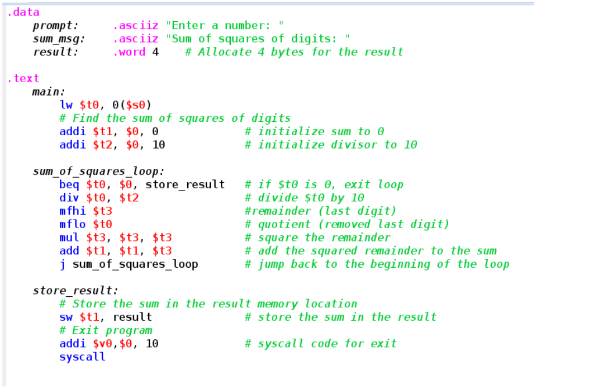 .data
prompt: .asciiz "Enter a number: "
sum_msg: .asciiz "Sum of squares of digits: "
result: .word 4 # Allocate 4 bytes for the result
.text
main:
lw $t0, 0($s0)
# Find the sum of squares of digits
addi $t1, $0, 0 # initialize sum to 0
addi $t2, $0, 10 # initialize divisor to 10
sum_of_squares_loop:
beq $t0, $0, store_result # if $t0 is 0, exit loop
div $t0, $t2 # divide $t0 by 10
mfhi $t3 #remainder (last digit)
mflo $t0 # quotient (removed last digit)
mul $t3, $t3, $t3 # square the remainder
add $t1, $t1, $t3 # add the squared remainder to the sum
j sum_of_squares_loop # jump back to the beginning of the loop
store_result:
# Store the sum in the result memory location
sw $t1, result # store the sum in the result
# Exit program
addi $v0,$0, 10 # syscall code for exit
syscall